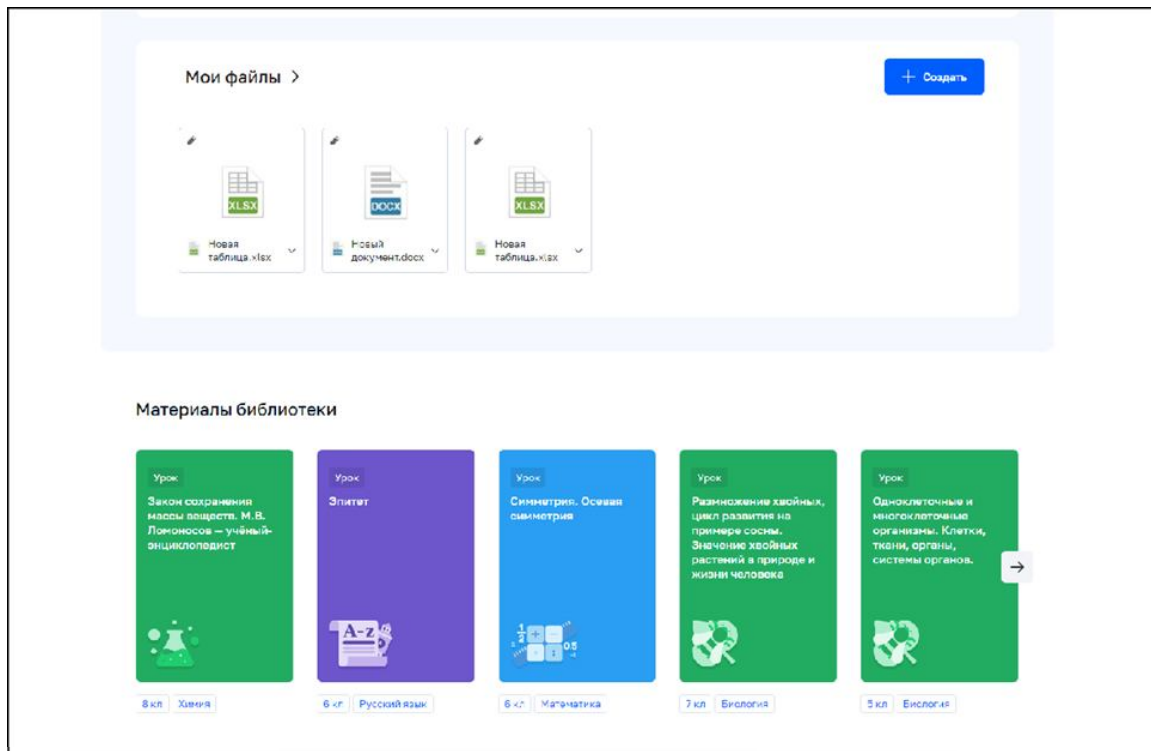 Мои файлы >
+ Создать
XLSX
DOCX
XLSX
Новая
таблица.xlsx
Новый
документ.docx
Новая
таблица.xlsx
Материалы библиотеки
Урок
Закон сохранения
массы веществ. М.В.
Ломоносов — учёный-
энциклопедист
8 кл Химия
Урок
Эпитет
A-z
6 кл Русский язык
Урок
Симметрия. Осевая
симметрия
6 кл Математика
Урок
Размножение хвойных,
цикл развития на
примере сосны.
Значение хвойных
растений в природе и
жизни человека
7 кл Биология
Урок
Одноклеточные и
многоклеточные
организмы. Клетки,
ткани, органы,
системы органов.
5 кл Биология